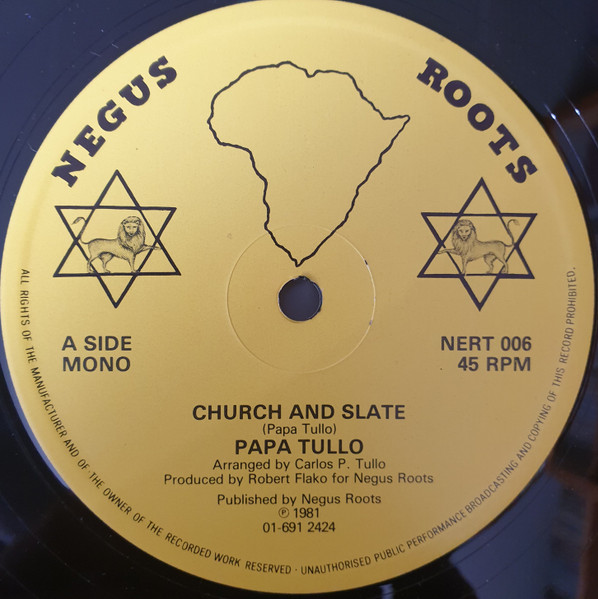 NEGUS ROOTS
A SIDE
MONO
NERT 006
45 RPM
CHURCH AND SLATE
(Papa Tullo)
PAPA TULLO
Arranged by Carlos P. Tullo
Produced by Robert Flako for Negus Roots
Published by Negus Roots
℗ 1981
01-691 2424
ALL RIGHTS OF THE MANUFACTURER AND OF THE OWNER OF THE RECORDED WORK RESERVED · UNAUTHORISED PUBLIC PERFORMANCE BROADCASTING AND COPYING OF THIS RECORD PROHIBITED.